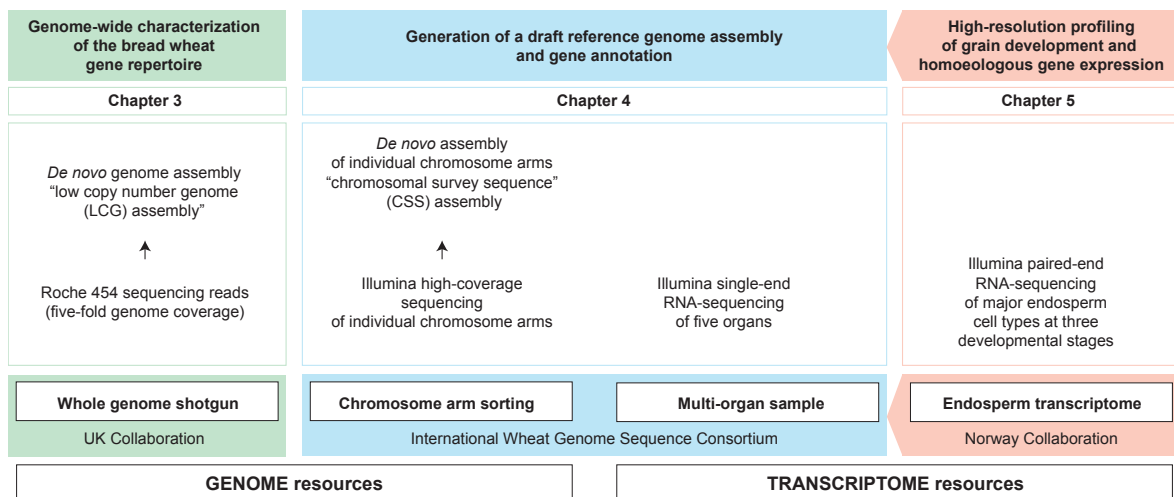 Genome-wide characterization
of the bread wheat
gene repertoire
Generation of a draft reference genome assembly
and gene annotation
High-resolution profiling
of grain development and
homoeologous gene expression
Chapter 3
Chapter 4
Chapter 5
De novo genome assembly
“low copy number genome
(LCG) assembly”
Roche 454 sequencing reads
(five-fold genome coverage)
De novo assembly
of individual chromosome arms
“chromosomal survey sequence”
(CSS) assembly
Illumina high-coverage
sequencing
of individual chromosome arms
Illumina single-end
RNA-sequencing
of five organs
Illumina paired-end
RNA-sequencing
of major endosperm
cell types at three
developmental stages
Whole genome shotgun
Chromosome arm sorting
Multi-organ sample
Endosperm transcriptome
UK Collaboration
International Wheat Genome Sequence Consortium
Norway Collaboration
GENOME resources
TRANSCRIPTOME resources